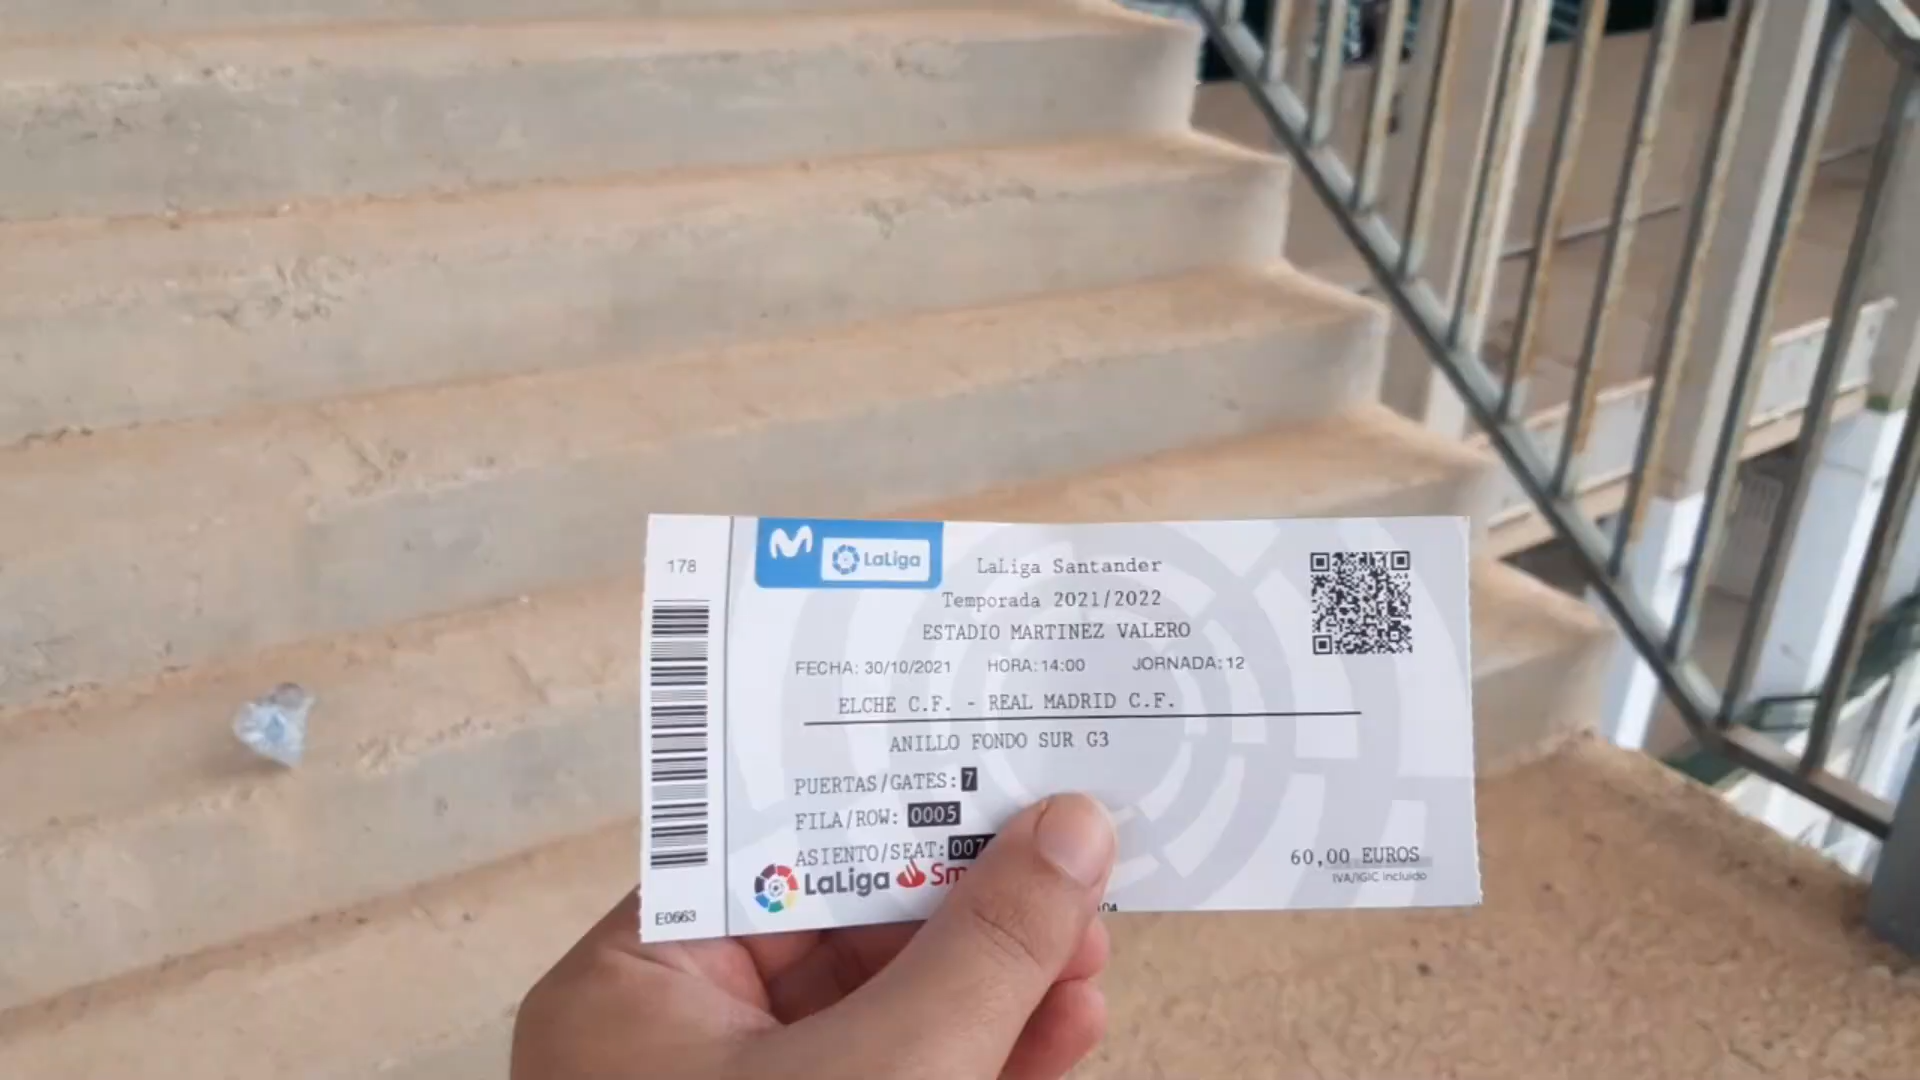 178
LaLiga
LaLiga Santander
Temporada 2021/2022
ESTADIO MARTINEZ VALERO
FECHA: 30/10/2021 HORA:14:00 JORNADA:12
ELCHE C.F. - REAL MADRID C.F.
ANILLO FONDO SUR G3
PUERTAS/GATES: 7
FILA/ROW: 0005
ASIENTO/SEAT:
LaLiga
60,00 EUROS
IVA/IGIC incluido
E0663